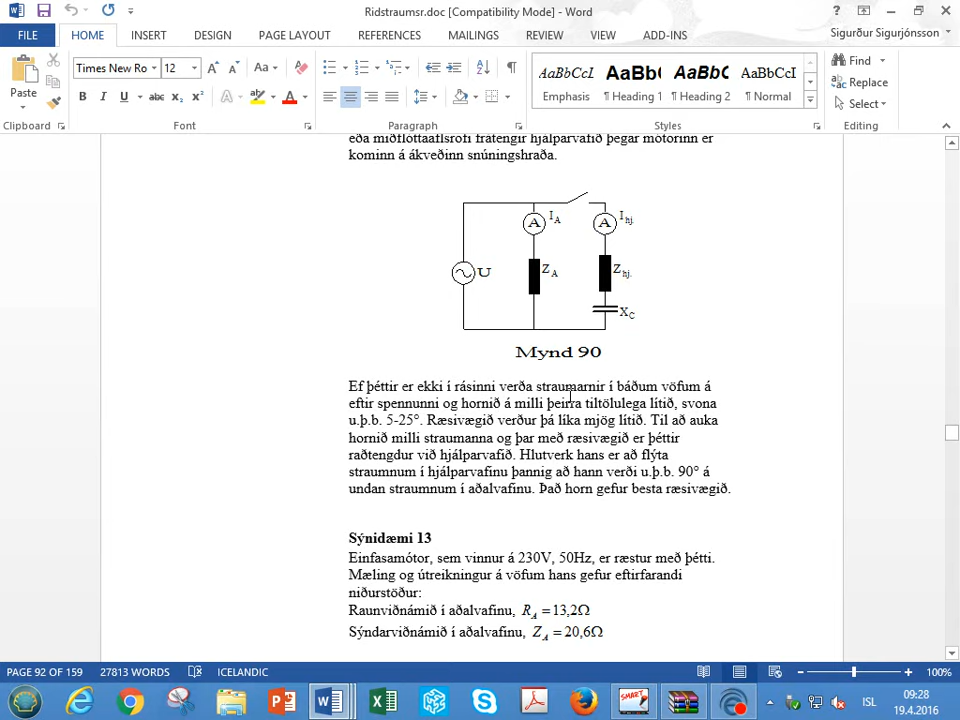 Ridstraumsr.doc [Compatibility Mode] - Word
FILE HOME INSERT DESIGN PAGE LAYOUT REFERENCES MAILINGS REVIEW VIEW ADD-INS Sigurður Sigurjónsson
Paste
Times New Ro 12
AaBbCcI AaBbC AaBbCcI AaBbCcI
Emphasis ¶ Heading 1 ¶ Heading 2 ¶ Normal
Find
Replace
Select
Clipboard Font Paragraph Styles Editing
eða miðflóttaaflsrofi frátengir hjálparvafið þegar mótorinn er
kominn á ákveðinn snúningshraða.
A I A
A I hj.
U
Z A
Z hj.
X C
Mynd 90
Ef þéttir er ekki í rásinni verða straumarnir í báðum vöfum á
eftir spennunni og hornið á milli þeirra tiltölulega lítið, svona
u.þ.b. 5-25°. Ræsivægið verður þá líka mjög lítið. Til að auka
hornið milli straumanna og þar með ræsivægið er þéttir
raðtengdur við hjálparvafið. Hlutverk hans er að flýta
straumnum í hjálparvafinu þannig að hann verði u.þ.b. 90° á
undan straumnum í aðalvafinu. Það horn gefur besta ræsivægið.
Sýnidæmi 13
Einfasamótor, sem vinnur á 230V, 50Hz, er ræstur með þétti.
Mæling og útreikningur á vöfum hans gefur eftirfarandi
niðurstöður:
Raunviðnámið í aðalvafinu, R A = 13,2Ω
Sýndarviðnámið í aðalvafinu, Z A = 20,6Ω
PAGE 92 OF 159 27813 WORDS ICELANDIC 100%
ISL
09:28
19.4.2016